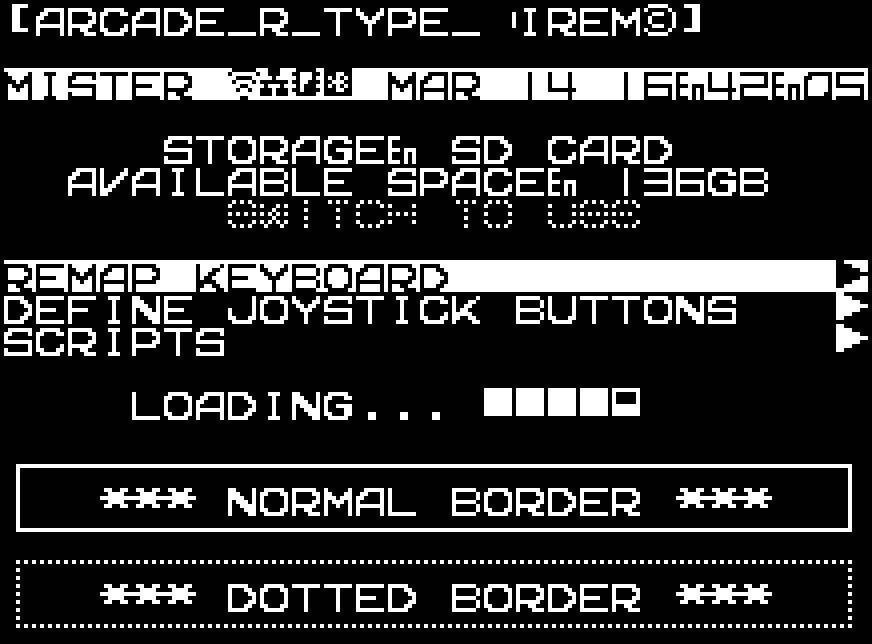 [ARCADE_R_TYPE_ 'IREM©]
MISTER MAR 14 16:42:05
STORAGE: SD CARD
AVAILABLE SPACE: 136GB
SWITCH TO USB
REMAP KEYBOARD
DEFINE JOYSTICK BUTTONS
SCRIPTS
LOADING...
*** NORMAL BORDER ***
*** DOTTED BORDER ***